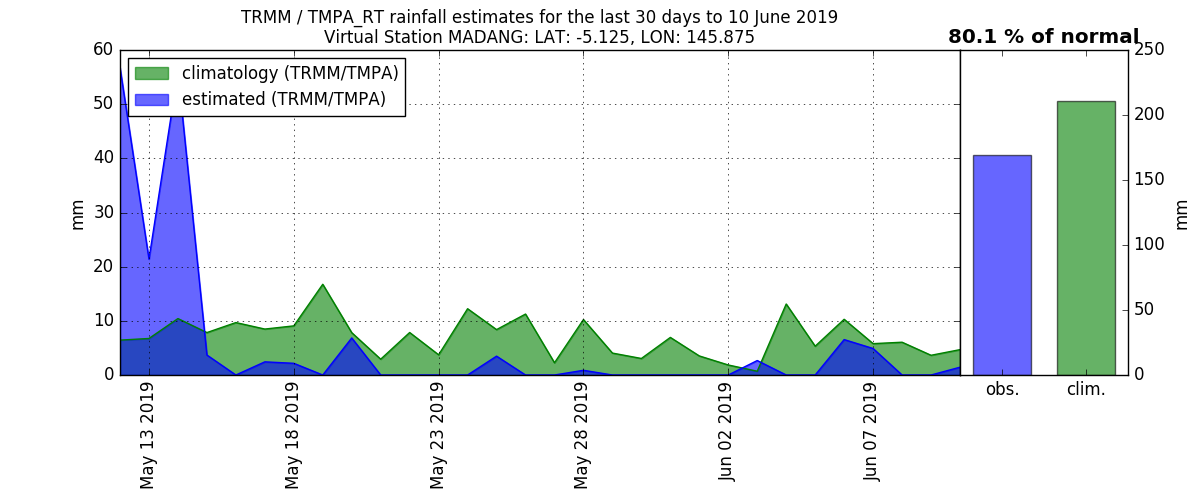 TRMM / TMPA_RT rainfall estimates for the last 30 days to 10 June 2019
Virtual Station MADANG: LAT: -5.125, LON: 145.875
80.1 % of normal
climatology (TRMM/TMPA)
estimated (TRMM/TMPA)
60
50
40
30
20
10
0
mm
May 13 2019
May 18 2019
May 23 2019
May 28 2019
Jun 02 2019
Jun 07 2019
obs.
clim.
250
200
150
100
50
0
mm